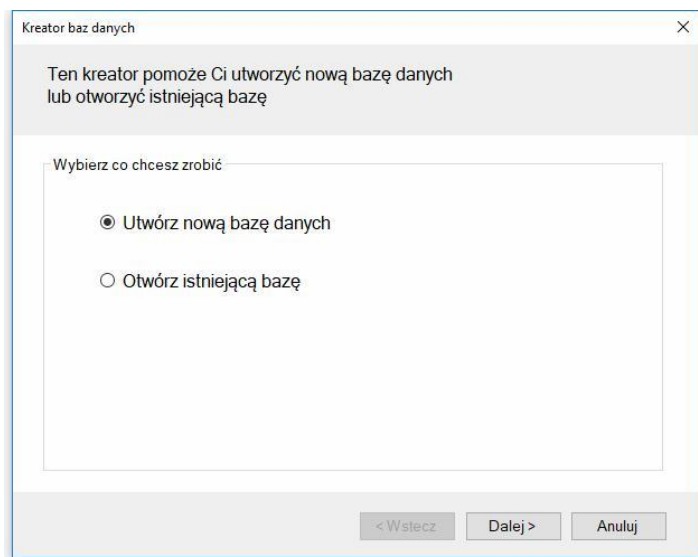 Kreator baz danych
Ten kreator pomoże Ci utworzyć nową bazę danych
lub otworzyć istniejącą bazę
Wybierz co chcesz zrobić
Utwórz nową bazę danych
Otwórz istniejącą bazę
< Wstecz
Dalej >
Anuluj